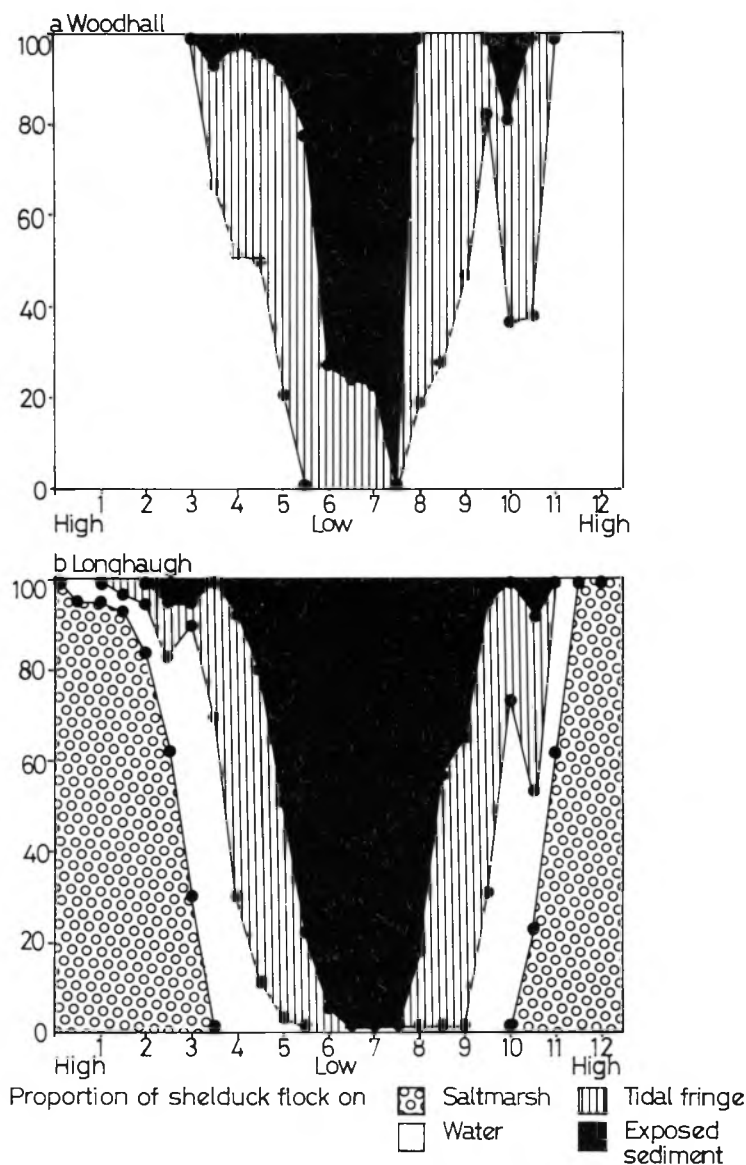 a Woodhall
100
80
60
40
20
0
1 2 3 4 5 6 7 8 9 10 11 12
High Low High
b Longhaugh
100
80
60
40
20
0
1 2 3 4 5 6 7 8 9 10 11 12
High Low High
Proportion of shelduck flock on Saltmarsh Tidal fringe
Water Exposed
sediment